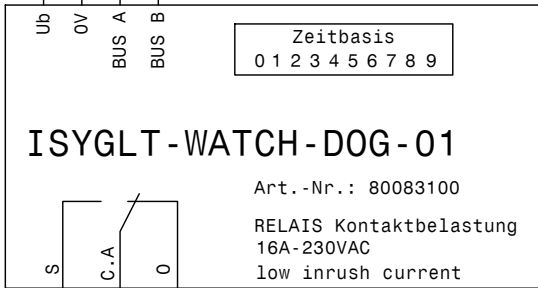 Ub
0V
BUS A
BUS B
Zeitbasis
0 1 2 3 4 5 6 7 8 9
ISYGLT-WATCH-DOG-01
Art.-Nr.: 80083100
RELAIS Kontaktbelastung
16A-230VAC
low inrush current
S
C.A
O